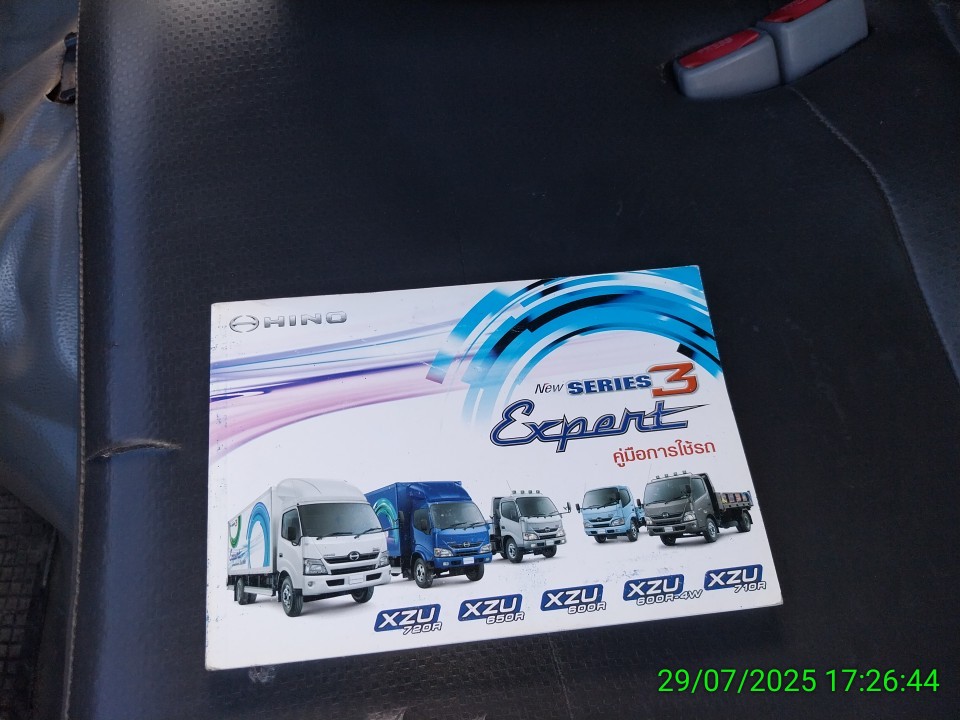 HINO
New SERIES 3
Expert
คู่มือการใช้รถ
XZU 720R
XZU 650R
XZU 600R
XZU 600R-4W
XZU 710R
29/07/2025 17:26:44